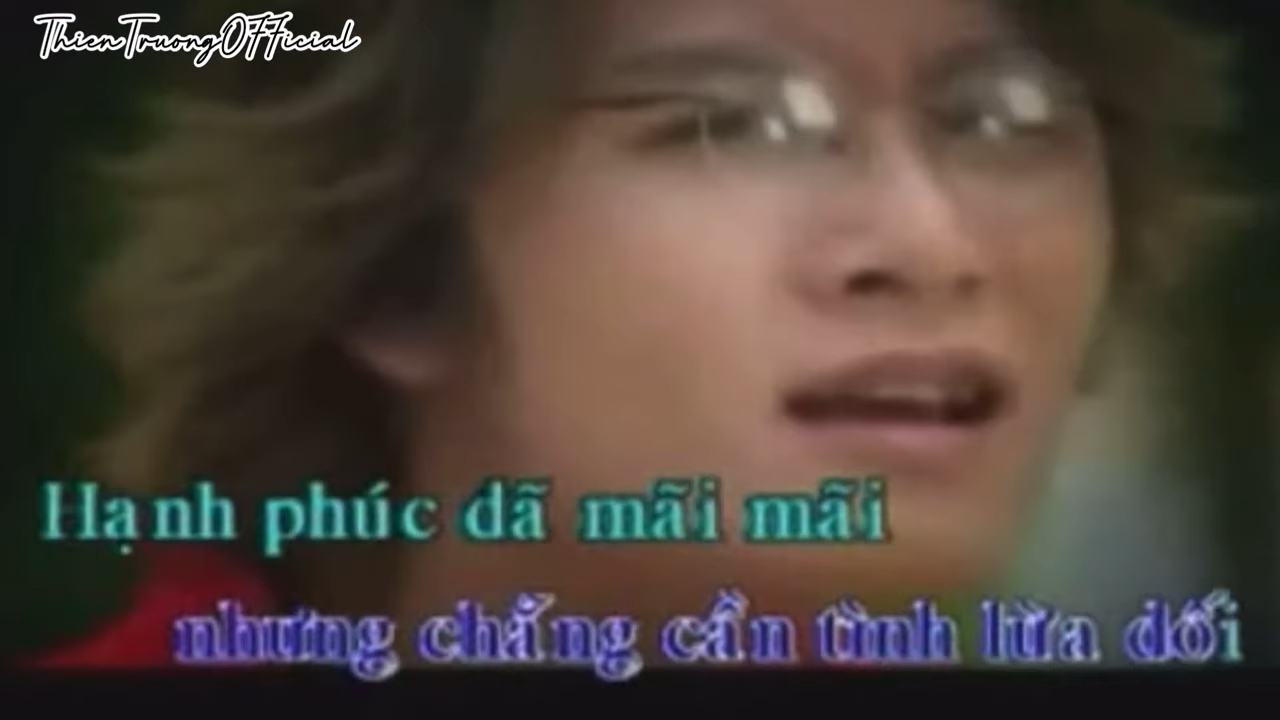 ThienTruongOfficial
Hạnh phúc đã mãi mãi
nhưng chẳng cần tình lừa dối